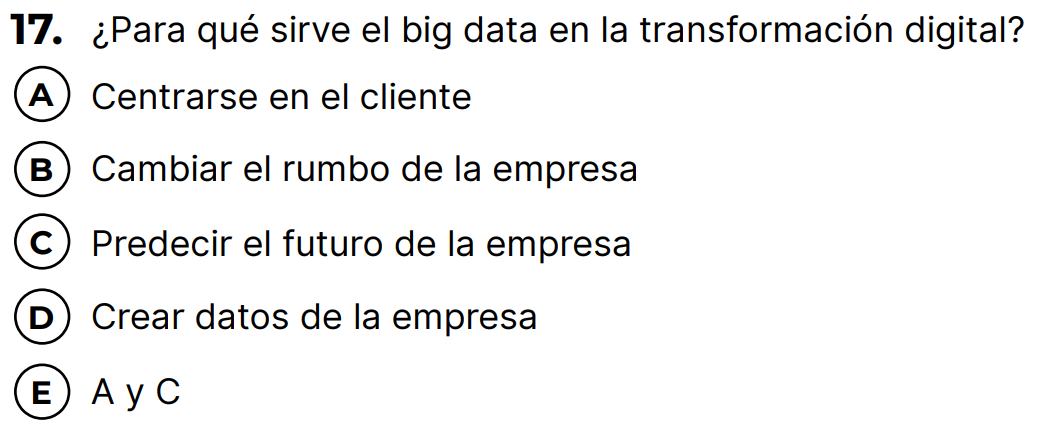 17. ¿Para qué sirve el big data en la transformación digital?
A Centrarse en el cliente
B Cambiar el rumbo de la empresa
C Predecir el futuro de la empresa
D Crear datos de la empresa
E A y C